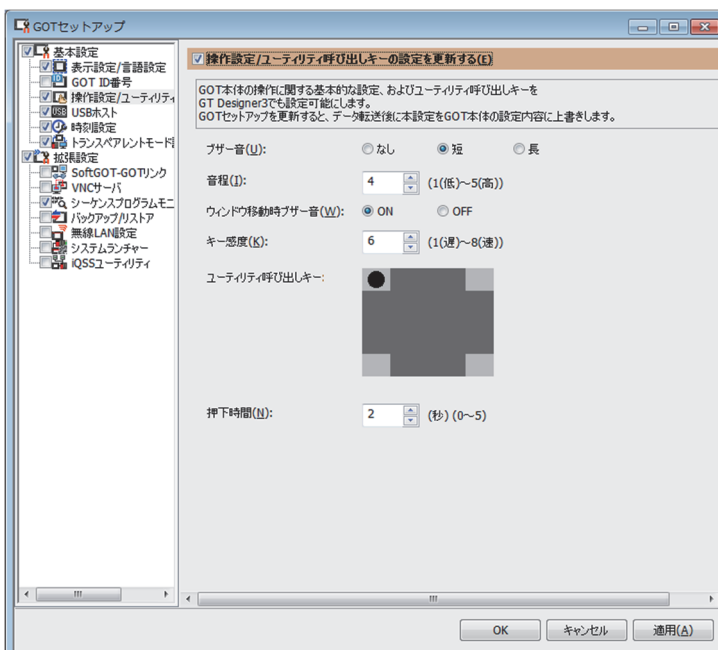 GOTセットアップ
基本設定
表示設定/言語設定
GOT ID番号
操作設定/ユーティリティ
USBホスト
時刻設定
トランスペアレントモード
拡張設定
SoftGOT-GOTリンク
VNCサーバ
シーケンスプログラムモニ
バックアップ/リストア
無線LAN設定
システムランチャー
iQSSユーティリティ
操作設定/ユーティリティ呼び出しキーの設定を更新する(E)
GOT本体の操作に関する基本的な設定、およびユーティリティ呼び出しキーを
GT Designer3でも設定可能にします。
GOTセットアップを更新すると、データ転送後に本設定をGOT本体の設定内容に上書きします。
ブザー音(U): なし 短 長
音程(I): 4 (1(低)～5(高))
ウィンドウ移動時ブザー音(W): ON OFF
キー感度(K): 6 (1(遅)～8(速))
ユーティリティ呼び出しキー:
押下時間(N): 2 (秒) (0～5)
OK キャンセル 適用(A)